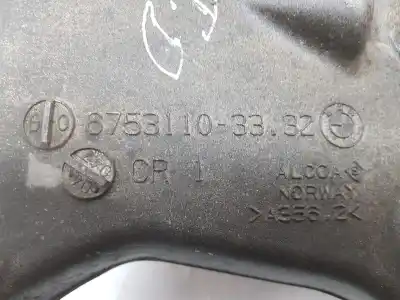 6753110-33.32
CR 1
ALCOA
NORWAY
>A356.2<